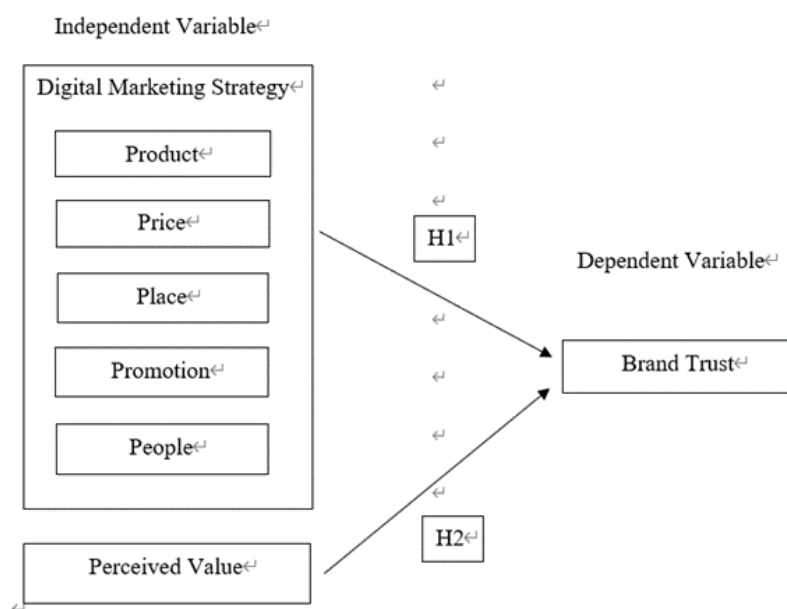 Independent Variable↵
Digital Marketing Strategy↵
Product↵
Price↵
H1↵
Dependent Variable↵
Place↵
Brand Trust↵
Promotion↵
People↵
H2↵
Perceived Value↵